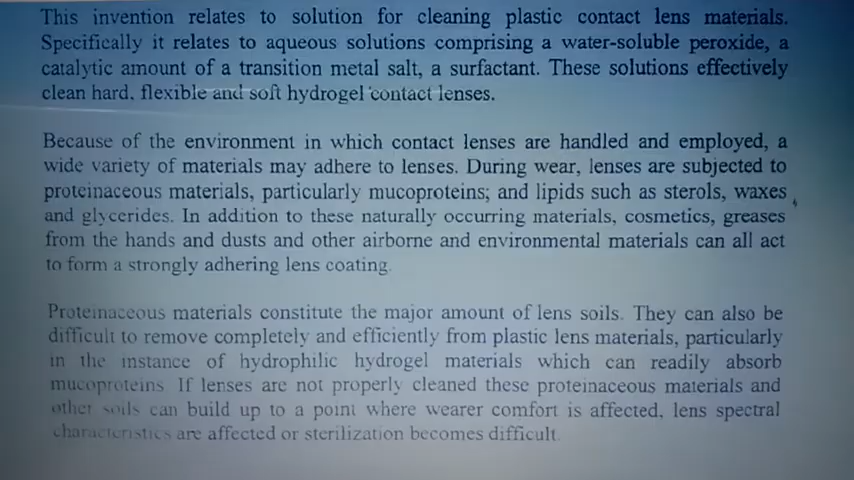 This invention relates to solution for cleaning plastic contact lens materials.
Specifically it relates to aqueous solutions comprising a water-soluble peroxide, a
catalytic amount of a transition metal salt, a surfactant. These solutions effectively
clean hard, flexible and soft hydrogel contact lenses.
Because of the environment in which contact lenses are handled and employed, a
wide variety of materials may adhere to lenses. During wear, lenses are subjected to
proteinaceous materials, particularly mucoproteins; and lipids such as sterols, waxes
and glycerides. In addition to these naturally occurring materials, cosmetics, greases
from the hands and dusts and other airborne and environmental materials can all act
to form a strongly adhering lens coating.
Proteinaceous materials constitute the major amount of lens soils. They can also be
difficult to remove completely and efficiently from plastic lens materials, particularly
in the instance of hydrophilic hydrogel materials which can readily absorb
mucoproteins. If lenses are not properly cleaned these proteinaceous materials and
other soils can build up to a point where wearer comfort is affected, lens spectral
characteristics are affected or sterilization becomes difficult.